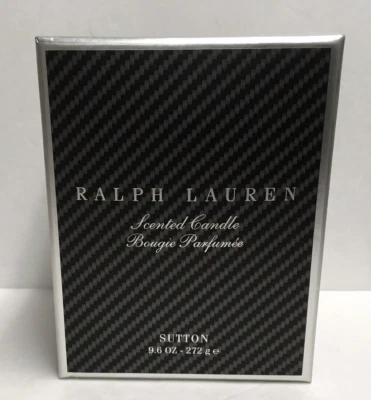 RALPH LAUREN
Scented Candle
Bougie Parfumée
SUTTON
9.6 OZ - 272 g ℮